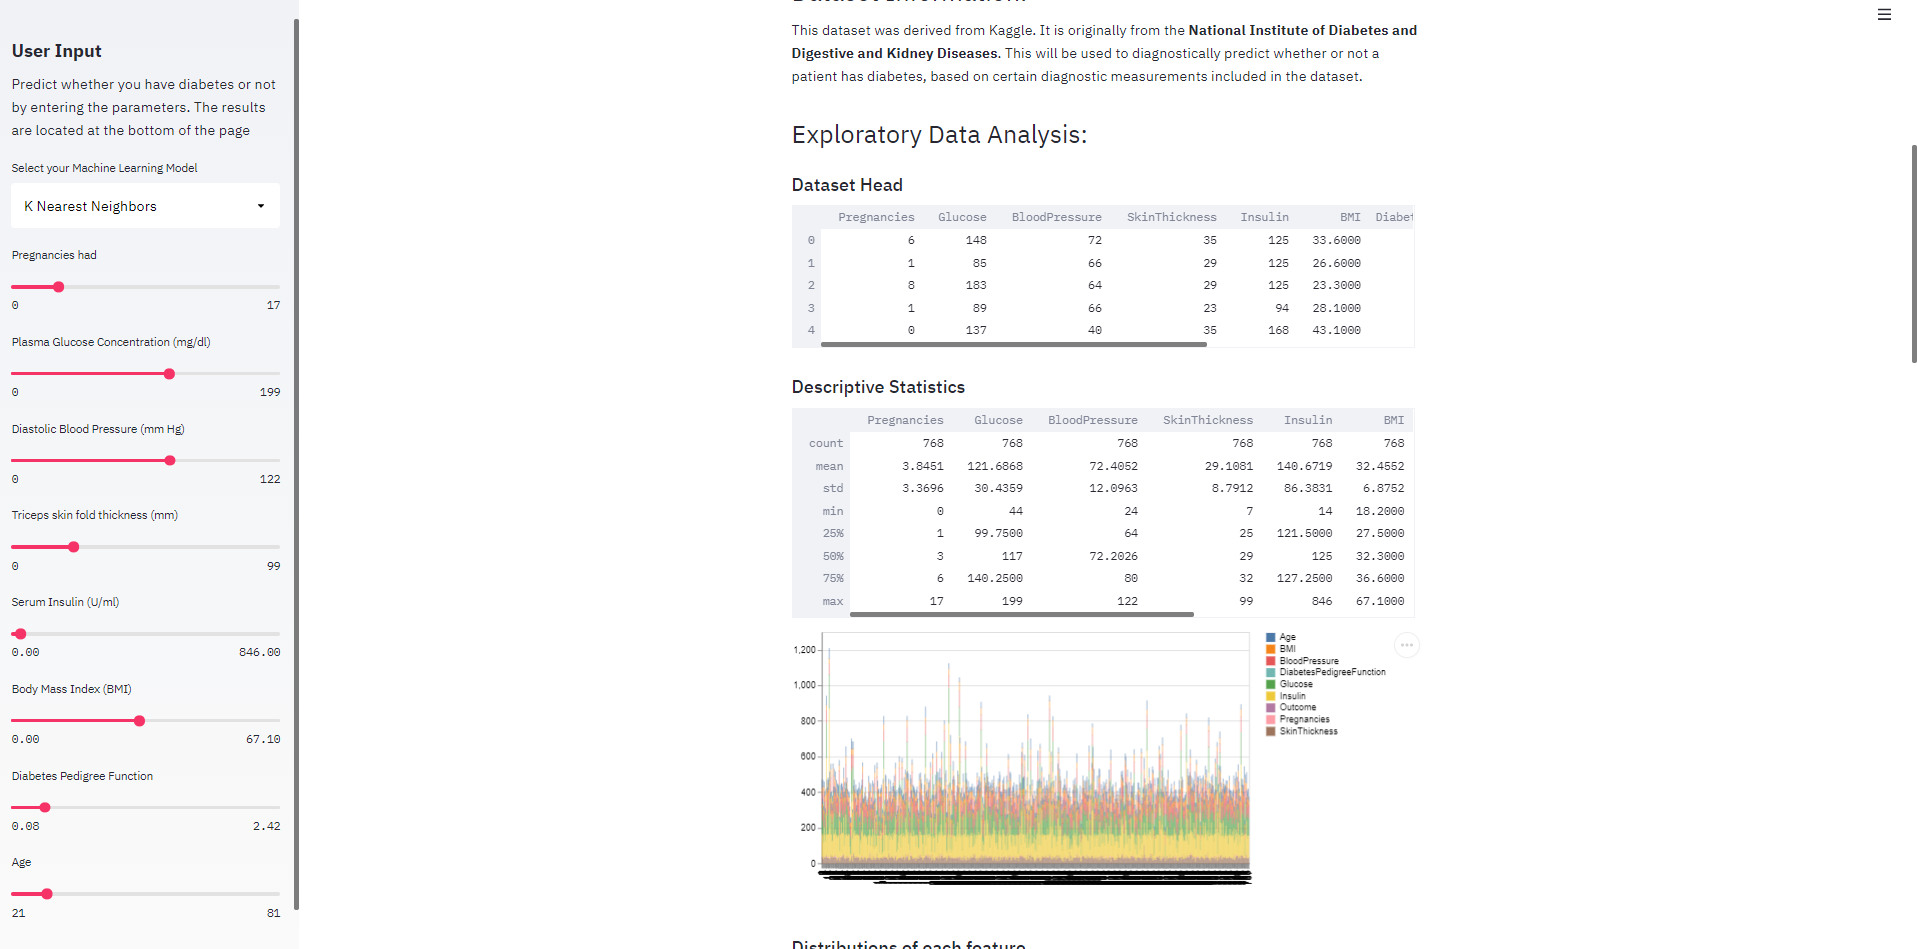 User Input
Predict whether you have diabetes or not
by entering the parameters. The results
are located at the bottom of the page
Select your Machine Learning Model
K Nearest Neighbors
Pregnancies had
0 17
Plasma Glucose Concentration (mg/dl)
0 199
Diastolic Blood Pressure (mm Hg)
0 122
Triceps skin fold thickness (mm)
0 99
Serum Insulin (U/ml)
0.00 846.00
Body Mass Index (BMI)
0.00 67.10
Diabetes Pedigree Function
0.08 2.42
Age
21 81
Dataset Information:
This dataset was derived from Kaggle. It is originally from the National Institute of Diabetes and
Digestive and Kidney Diseases. This will be used to diagnostically predict whether or not a
patient has diabetes, based on certain diagnostic measurements included in the dataset.
Exploratory Data Analysis:
Dataset Head
Pregnancies Glucose BloodPressure SkinThickness Insulin BMI Diabet
0 6 148 72 35 125 33.6000
1 1 85 66 29 125 26.6000
2 8 183 64 29 125 23.3000
3 1 89 66 23 94 28.1000
4 0 137 40 35 168 43.1000
Descriptive Statistics
Pregnancies Glucose BloodPressure SkinThickness Insulin BMI
count 768 768 768 768 768 768
mean 3.8451 121.6868 72.4052 29.1081 140.6719 32.4552
std 3.3696 30.4359 12.0963 8.7912 86.3831 6.8752
min 0 44 24 7 14 18.2000
25% 1 99.7500 64 25 121.5000 27.5000
50% 3 117 72.2026 29 125 32.3000
75% 6 140.2500 80 32 127.2500 36.6000
max 17 199 122 99 846 67.1000
1,200
1,000
800
600
400
200
0
Age
BMI
BloodPressure
DiabetesPedigreeFunction
Glucose
Insulin
Outcome
Pregnancies
SkinThickness
Distributions of each feature